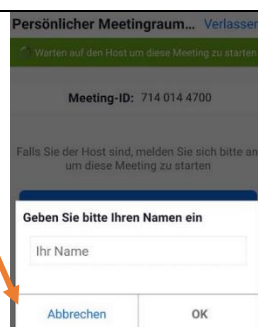 Persönlicher Meetingraum... Verlassen
Warten auf den Host um diese Meeting zu starten
Meeting-ID: 714 014 4700
Falls Sie der Host sind, melden Sie sich bitte an
um diese Meeting zu starten
Geben Sie bitte Ihren Namen ein
Ihr Name
Abbrechen OK